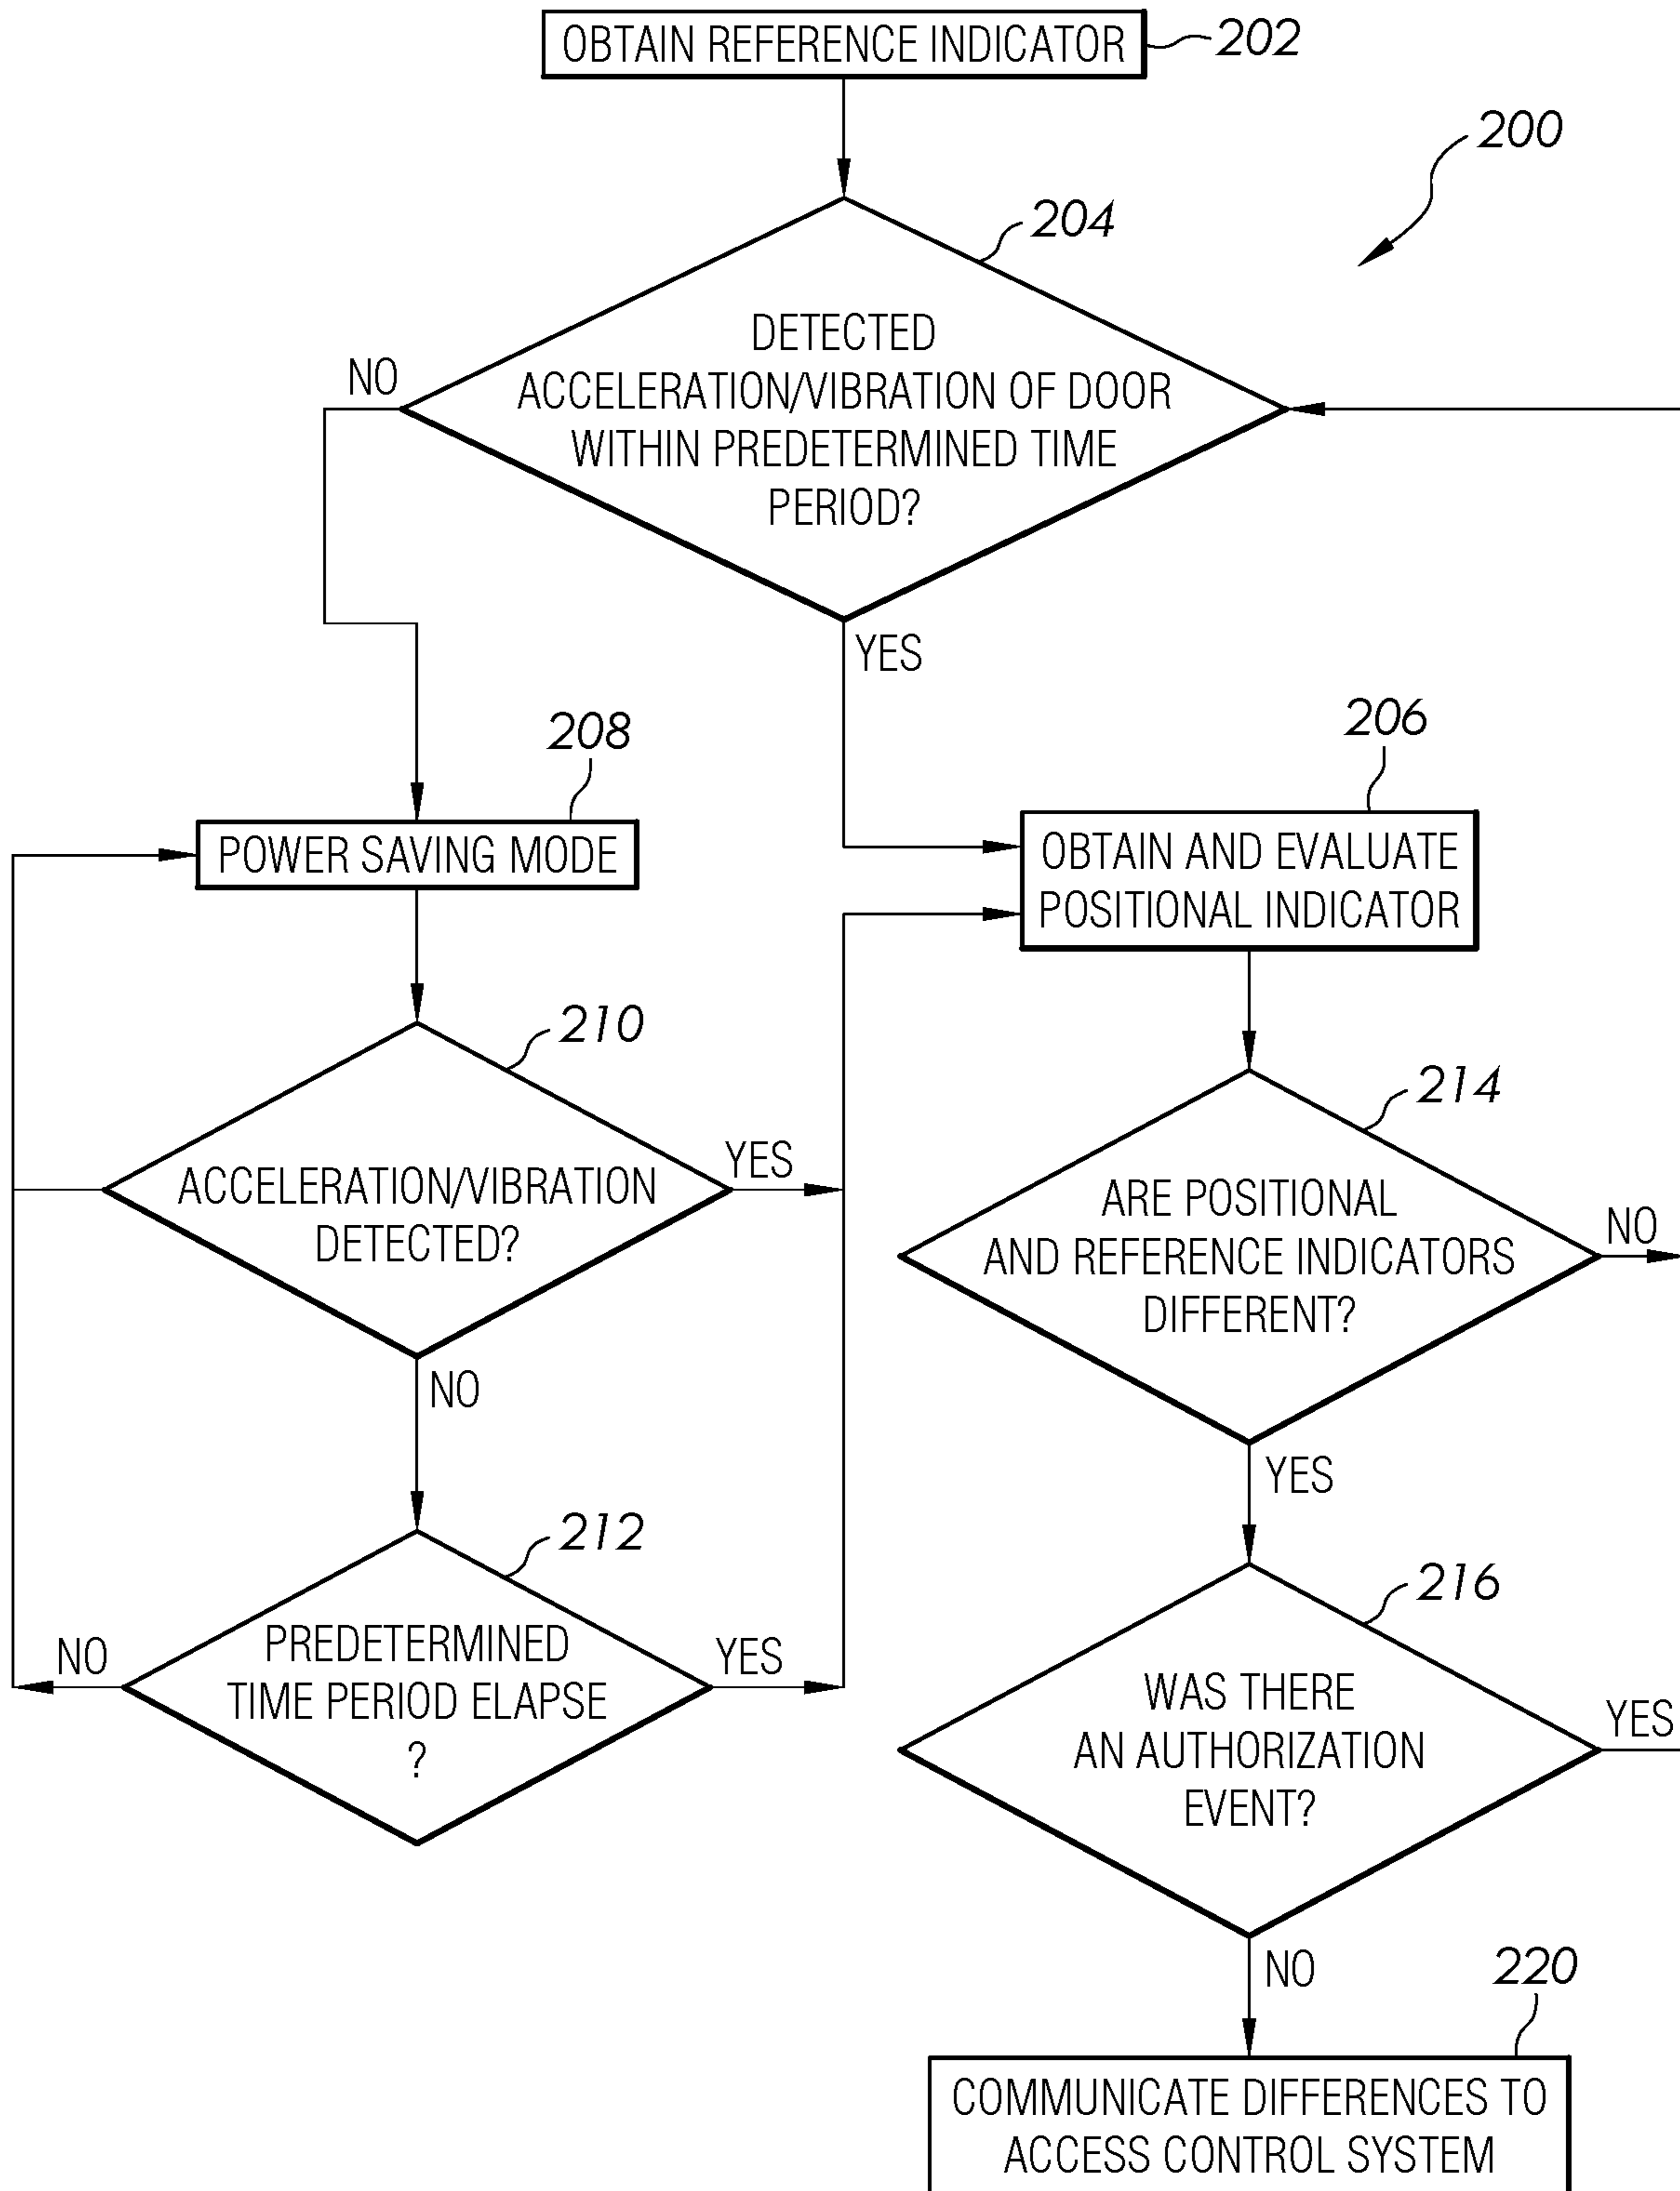 OBTAIN REFERENCE INDICATOR
202
200
204
DETECTED
ACCELERATION/VIBRATION OF DOOR
WITHIN PREDETERMINED TIME
PERIOD?
NO
YES
208
206
POWER SAVING MODE
OBTAIN AND EVALUATE
POSITIONAL INDICATOR
210
ACCELERATION/VIBRATION
DETECTED?
YES
NO
214
ARE POSITIONAL
AND REFERENCE INDICATORS
DIFFERENT?
NO
YES
212
PREDETERMINED
TIME PERIOD ELAPSE
?
NO
YES
216
WAS THERE
AN AUTHORIZATION
EVENT?
YES
NO
220
COMMUNICATE DIFFERENCES TO
ACCESS CONTROL SYSTEM